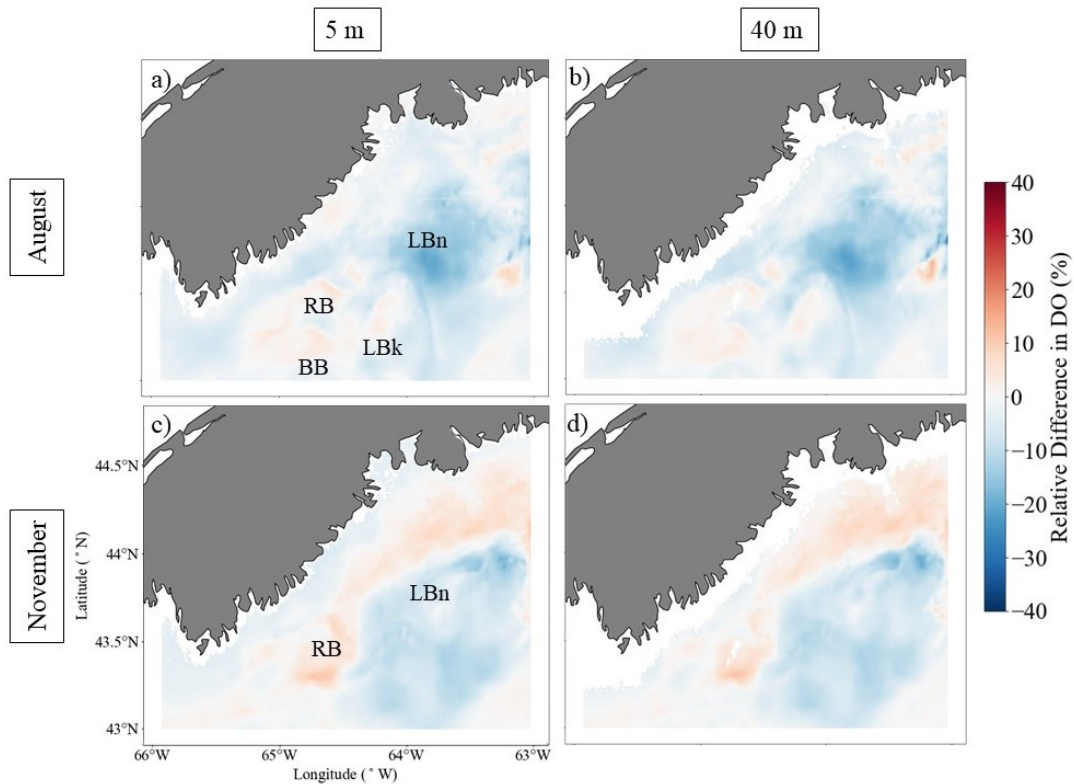 5 m
40 m
August
a)
LBn
RB
LBk
BB
b)
40
30
20
10
0
−10
−20
−30
−40
Relative Difference in DO (%)
November
c)
LBn
RB
d)
44.5°N
44°N
43.5°N
43°N
Latitude (° N)
66°W
65°W
64°W
63°W
Longitude (° W)